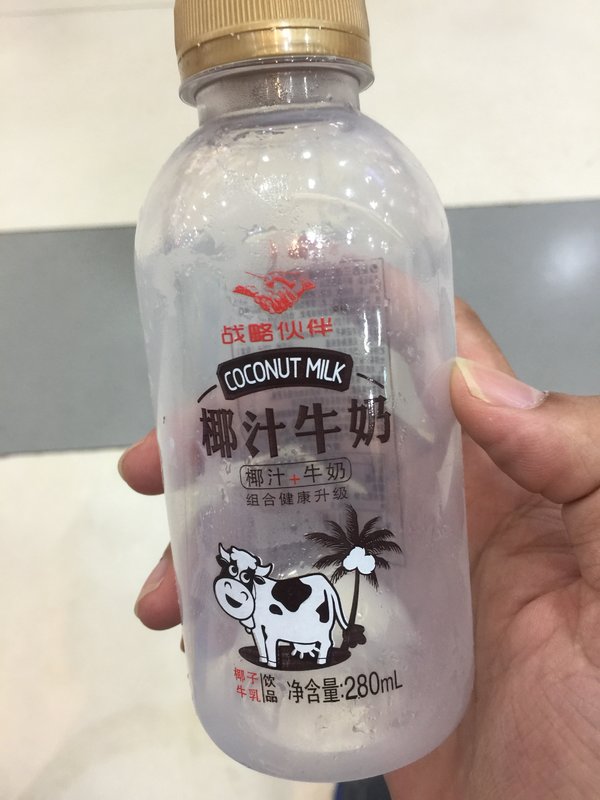 战略伙伴
COCONUT MILK
椰汁牛奶
椰汁+牛奶
组合健康升级
椰子牛乳饮品 净含量:280mL